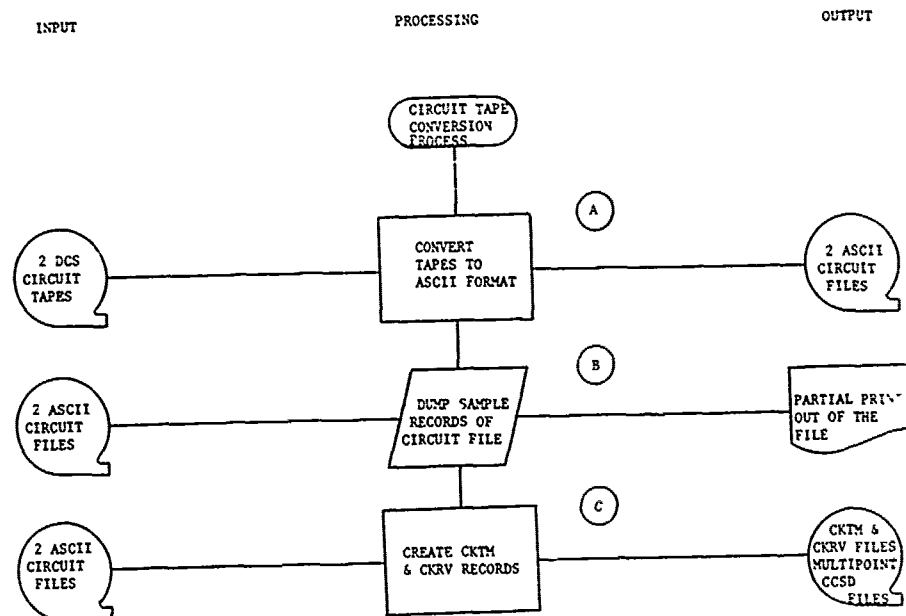 INPUT
PROCESSING
OUTPUT
CIRCUIT TAPE
CONVERSION
PROCESS
A
2 DCS
CIRCUIT
TAPES
CONVERT
TAPES TO
ASCII FORMAT
2 ASCII
CIRCUIT
FILES
B
2 ASCII
CIRCUIT
FILES
DUMP SAMPLE
RECORDS OF
CIRCUIT FILE
PARTIAL PRINT
OUT OF THE
FILE
C
2 ASCII
CIRCUIT
FILES
CREATE CKTM
& CKRV RECORDS
CKTM &
CKRV FILES
MULTIPOINT
CCSD
FILES